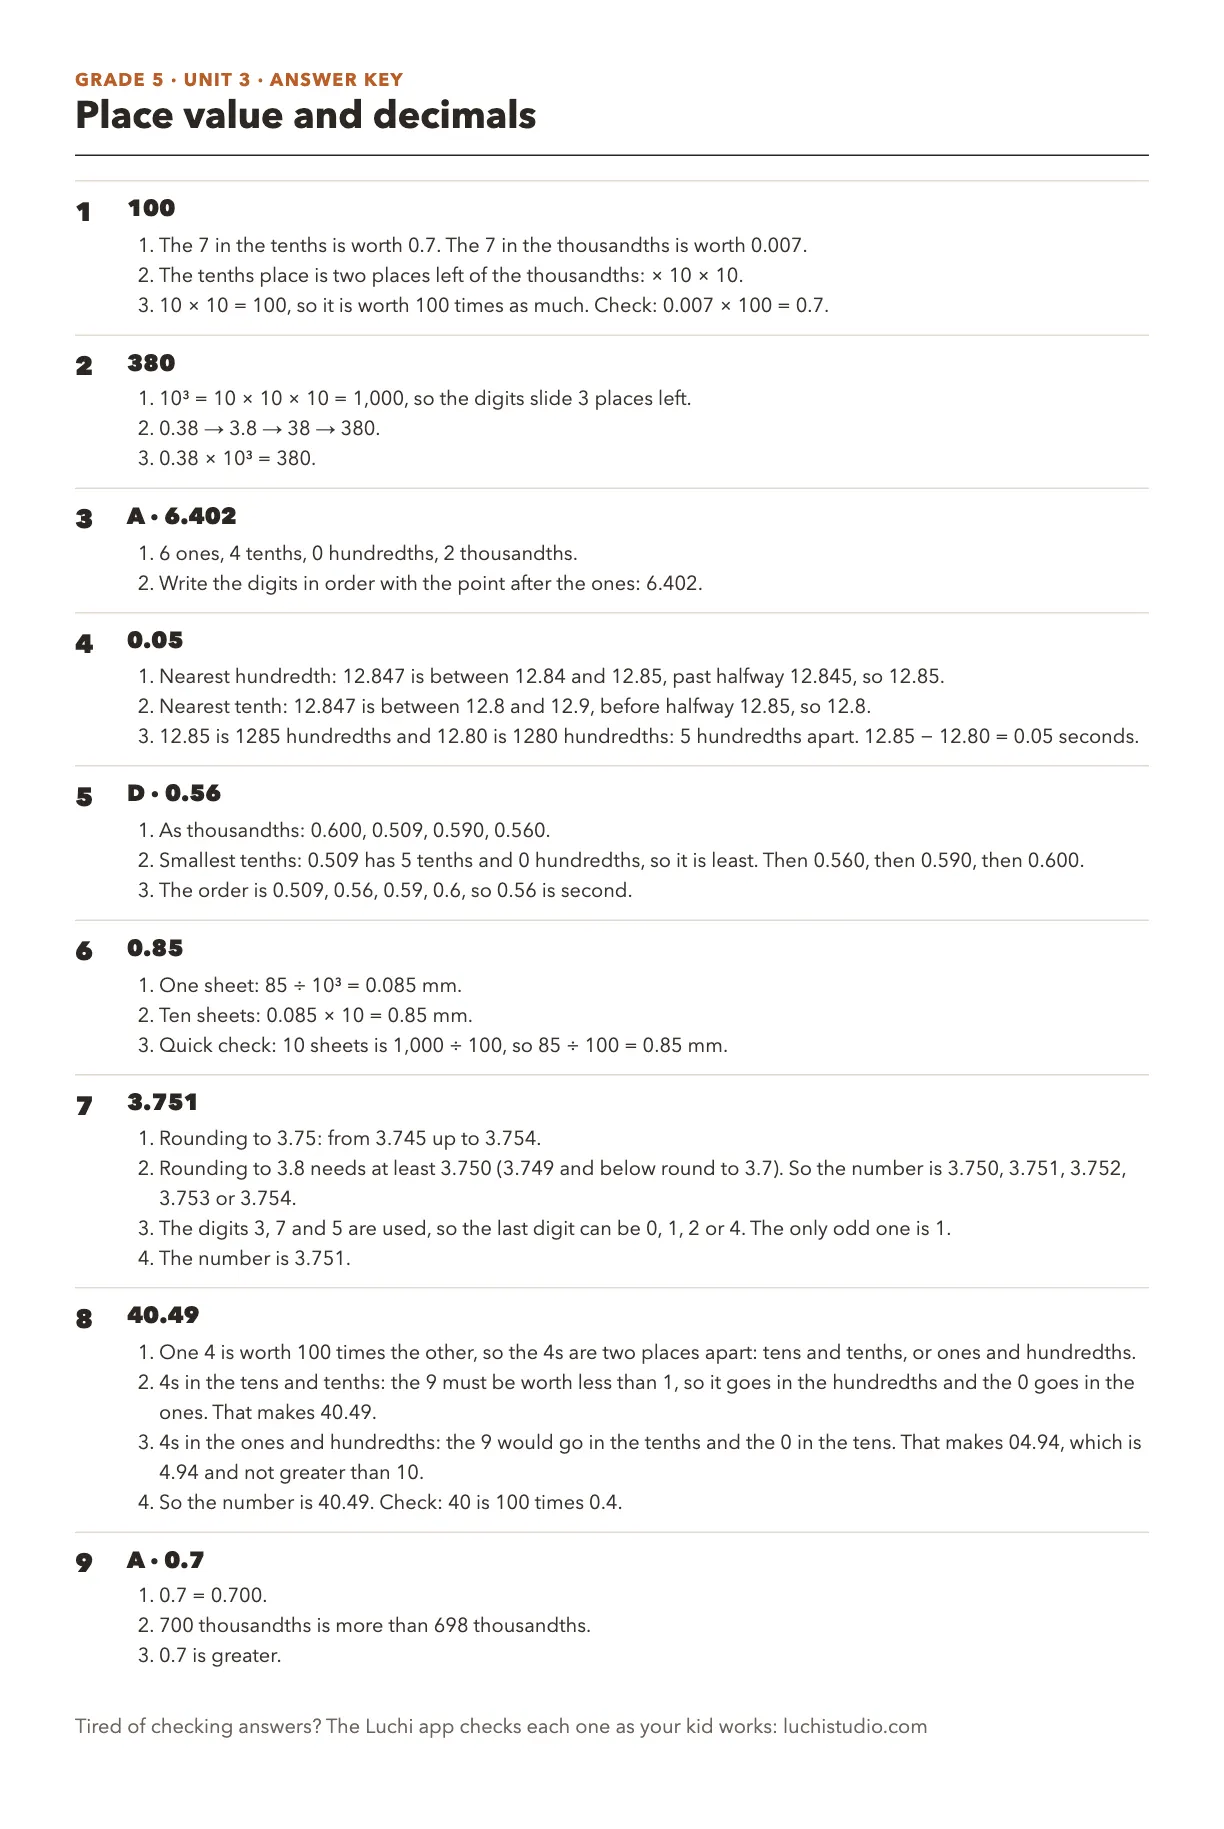 GRADE 5 · UNIT 3 · ANSWER KEY
Place value and decimals
1 100
1. The 7 in the tenths is worth 0.7. The 7 in the thousandths is worth 0.007.
2. The tenths place is two places left of the thousandths: × 10 × 10.
3. 10 × 10 = 100, so it is worth 100 times as much. Check: 0.007 × 100 = 0.7.
2 380
1. 10³ = 10 × 10 × 10 = 1,000, so the digits slide 3 places left.
2. 0.38 → 3.8 → 38 → 380.
3. 0.38 × 10³ = 380.
3 A · 6.402
1. 6 ones, 4 tenths, 0 hundredths, 2 thousandths.
2. Write the digits in order with the point after the ones: 6.402.
4 0.05
1. Nearest hundredth: 12.847 is between 12.84 and 12.85, past halfway 12.845, so 12.85.
2. Nearest tenth: 12.847 is between 12.8 and 12.9, before halfway 12.85, so 12.8.
3. 12.85 is 1285 hundredths and 12.80 is 1280 hundredths: 5 hundredths apart. 12.85 − 12.80 = 0.05 seconds.
5 D · 0.56
1. As thousandths: 0.600, 0.509, 0.590, 0.560.
2. Smallest tenths: 0.509 has 5 tenths and 0 hundredths, so it is least. Then 0.560, then 0.590, then 0.600.
3. The order is 0.509, 0.56, 0.59, 0.6, so 0.56 is second.
6 0.85
1. One sheet: 85 ÷ 10³ = 0.085 mm.
2. Ten sheets: 0.085 × 10 = 0.85 mm.
3. Quick check: 10 sheets is 1,000 ÷ 100, so 85 ÷ 100 = 0.85 mm.
7 3.751
1. Rounding to 3.75: from 3.745 up to 3.754.
2. Rounding to 3.8 needs at least 3.750 (3.749 and below round to 3.7). So the number is 3.750, 3.751, 3.752,
3.753 or 3.754.
3. The digits 3, 7 and 5 are used, so the last digit can be 0, 1, 2 or 4. The only odd one is 1.
4. The number is 3.751.
8 40.49
1. One 4 is worth 100 times the other, so the 4s are two places apart: tens and tenths, or ones and hundredths.
2. 4s in the tens and tenths: the 9 must be worth less than 1, so it goes in the hundredths and the 0 goes in the
ones. That makes 40.49.
3. 4s in the ones and hundredths: the 9 would go in the tenths and the 0 in the tens. That makes 04.94, which is
4.94 and not greater than 10.
4. So the number is 40.49. Check: 40 is 100 times 0.4.
9 A · 0.7
1. 0.7 = 0.700.
2. 700 thousandths is more than 698 thousandths.
3. 0.7 is greater.
Tired of checking answers? The Luchi app checks each one as your kid works: luchistudio.com